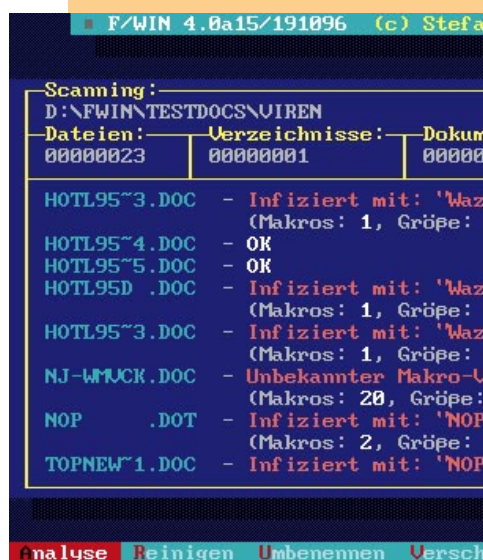 F/WIN 4.0a15/191096 (c) Stefa
Scanning:
D:\FWIN\TESTDOCS\VIREN
Dateien: Verzeichnisse: Dokum
00000023 00000001 00000
HOTL95~3.DOC - Infiziert mit: "Waz
(Makros: 1, Größe:
HOTL95~4.DOC - OK
HOTL95~5.DOC - OK
HOTL95D .DOC - Infiziert mit: "Waz
(Makros: 1, Größe:
HOTL95~3.DOC - Infiziert mit: "Waz
(Makros: 1, Größe:
NJ-WMVCK.DOC - Unbekannter Makro-V
(Makros: 20, Größe:
NOP .DOT - Infiziert mit: "NOP
(Makros: 2, Größe:
TOPNEW~1.DOC - Infiziert mit: "NOP
Analyse Reinigen Umbenennen Versch